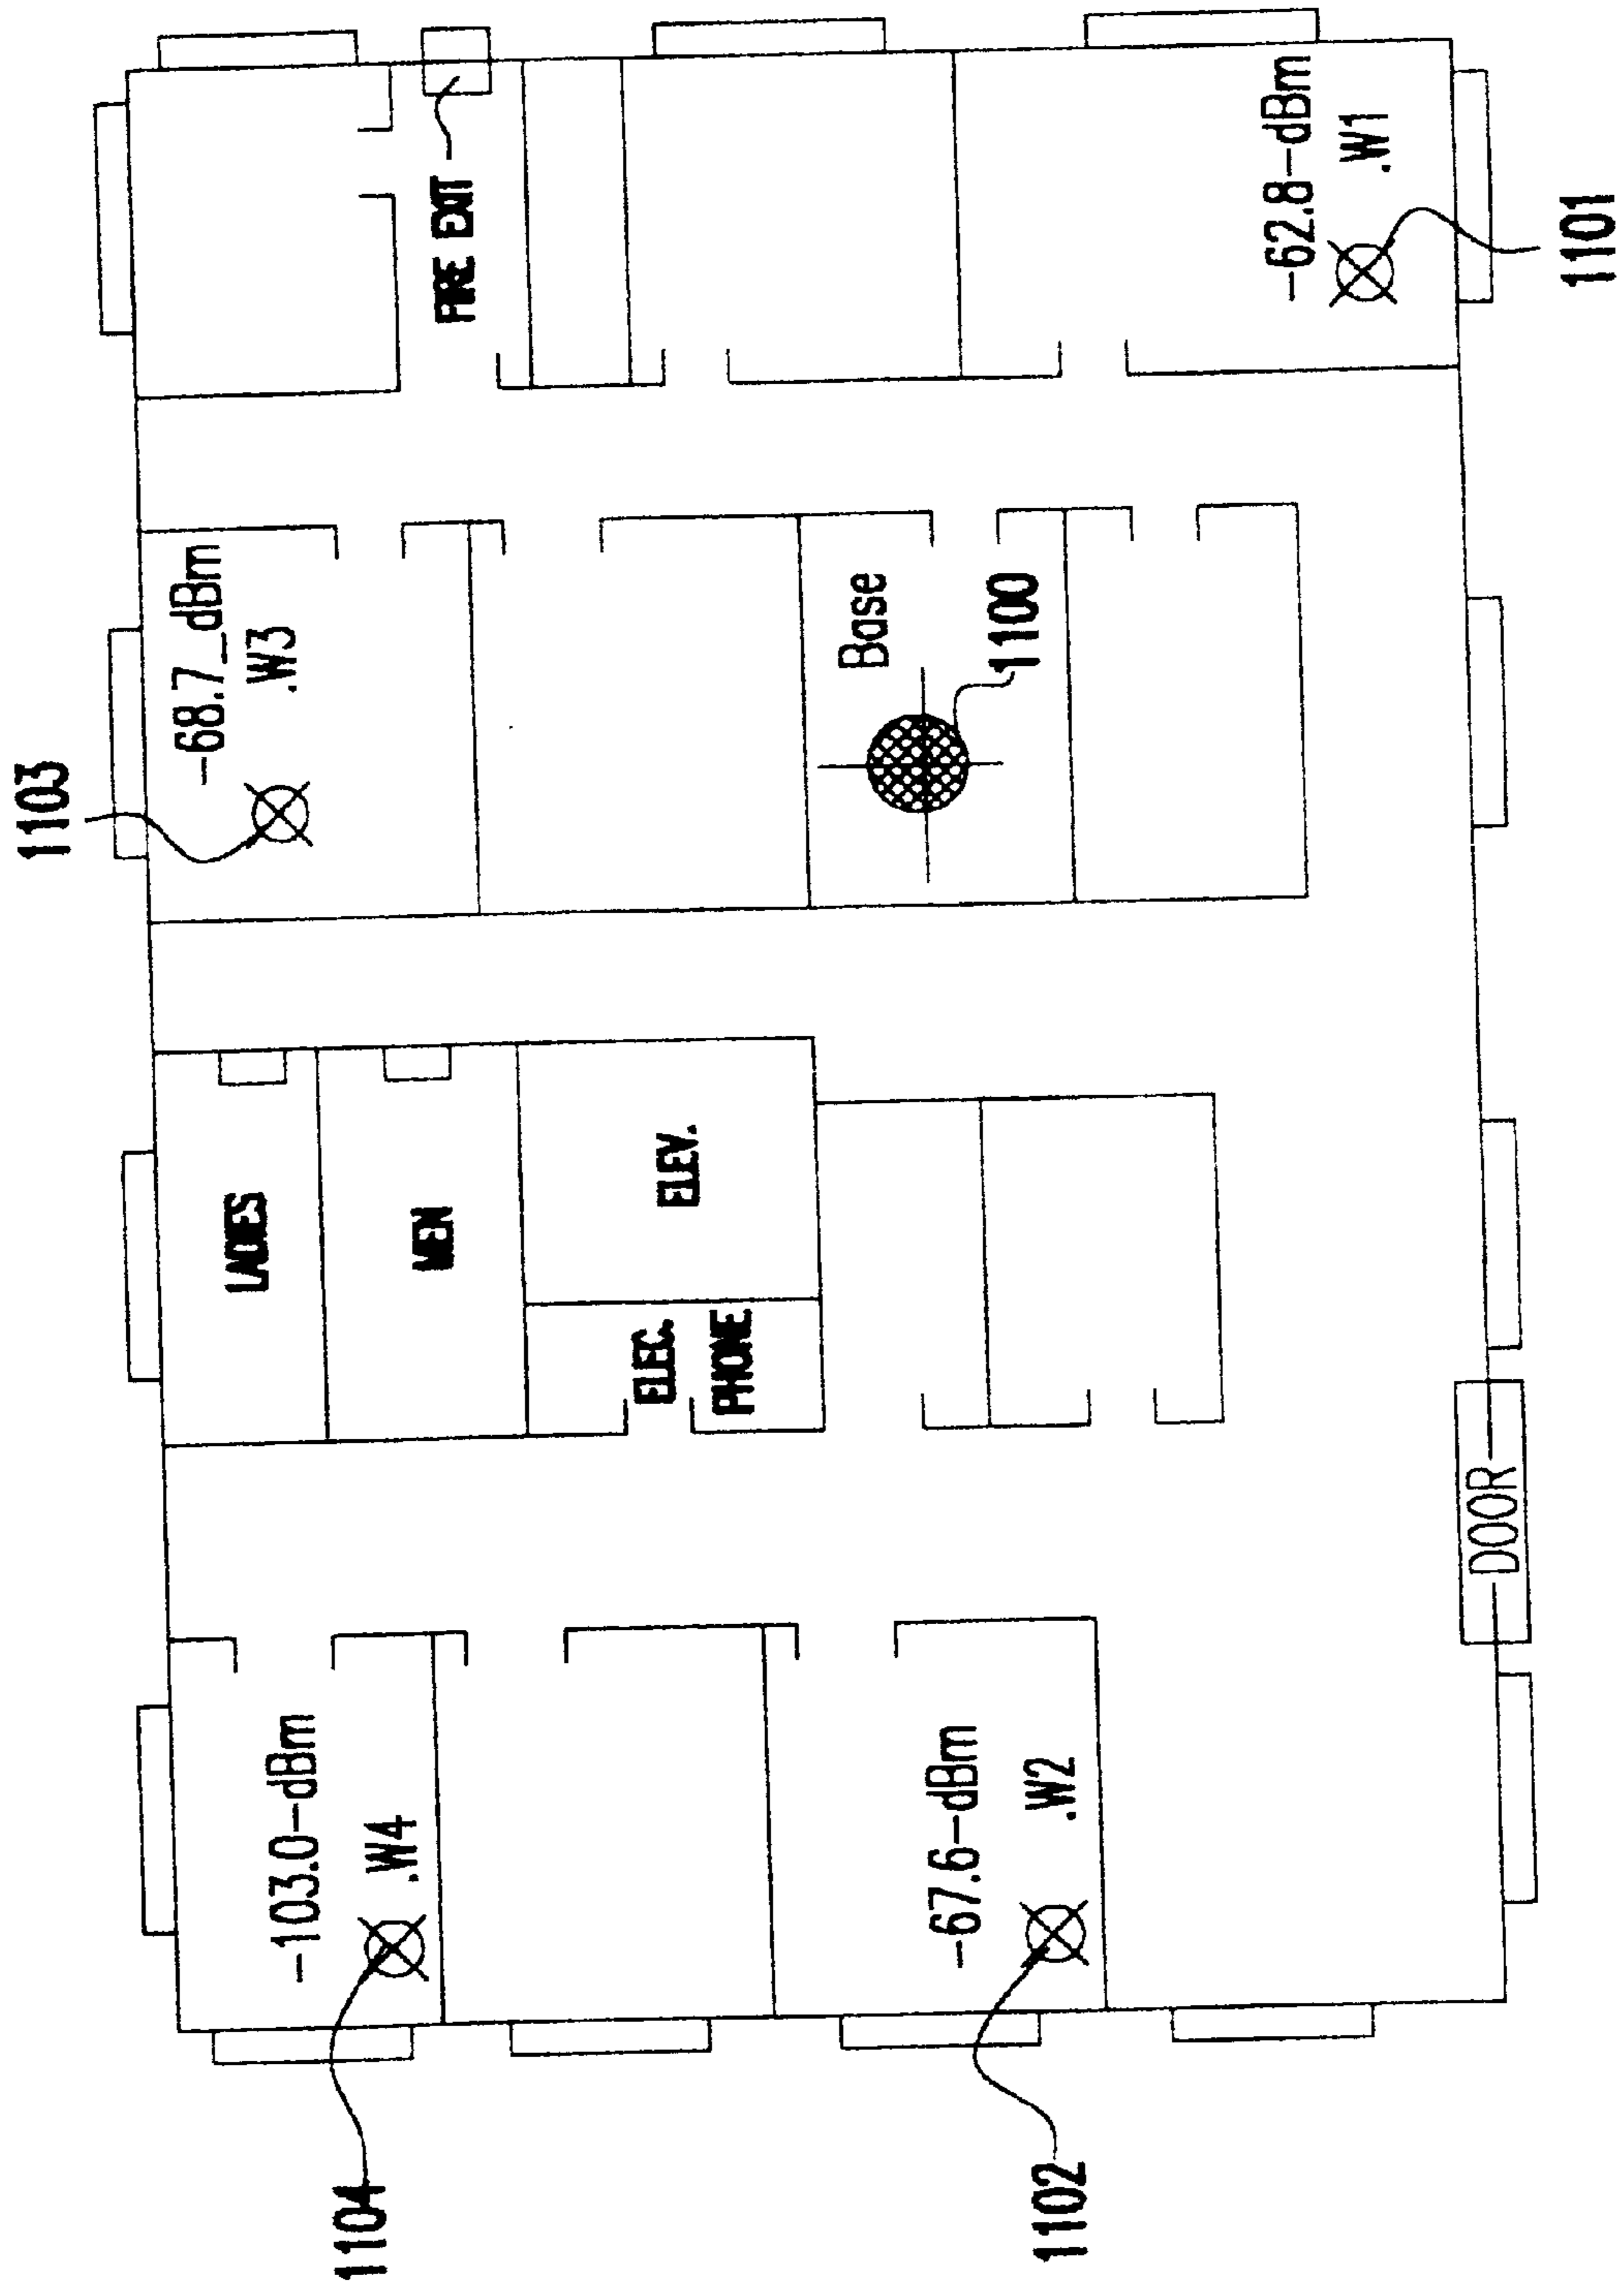 1103
-68.7_dBm
.W3
LADIES
-103.0-dBm
.W4
1104
MEN
FIRE EXIT
ELEC.
PHONE
ELEV.
Base
1100
-67.6-dBm
.W2
1102
-62.8-dBm
.W1
DOOR
1101